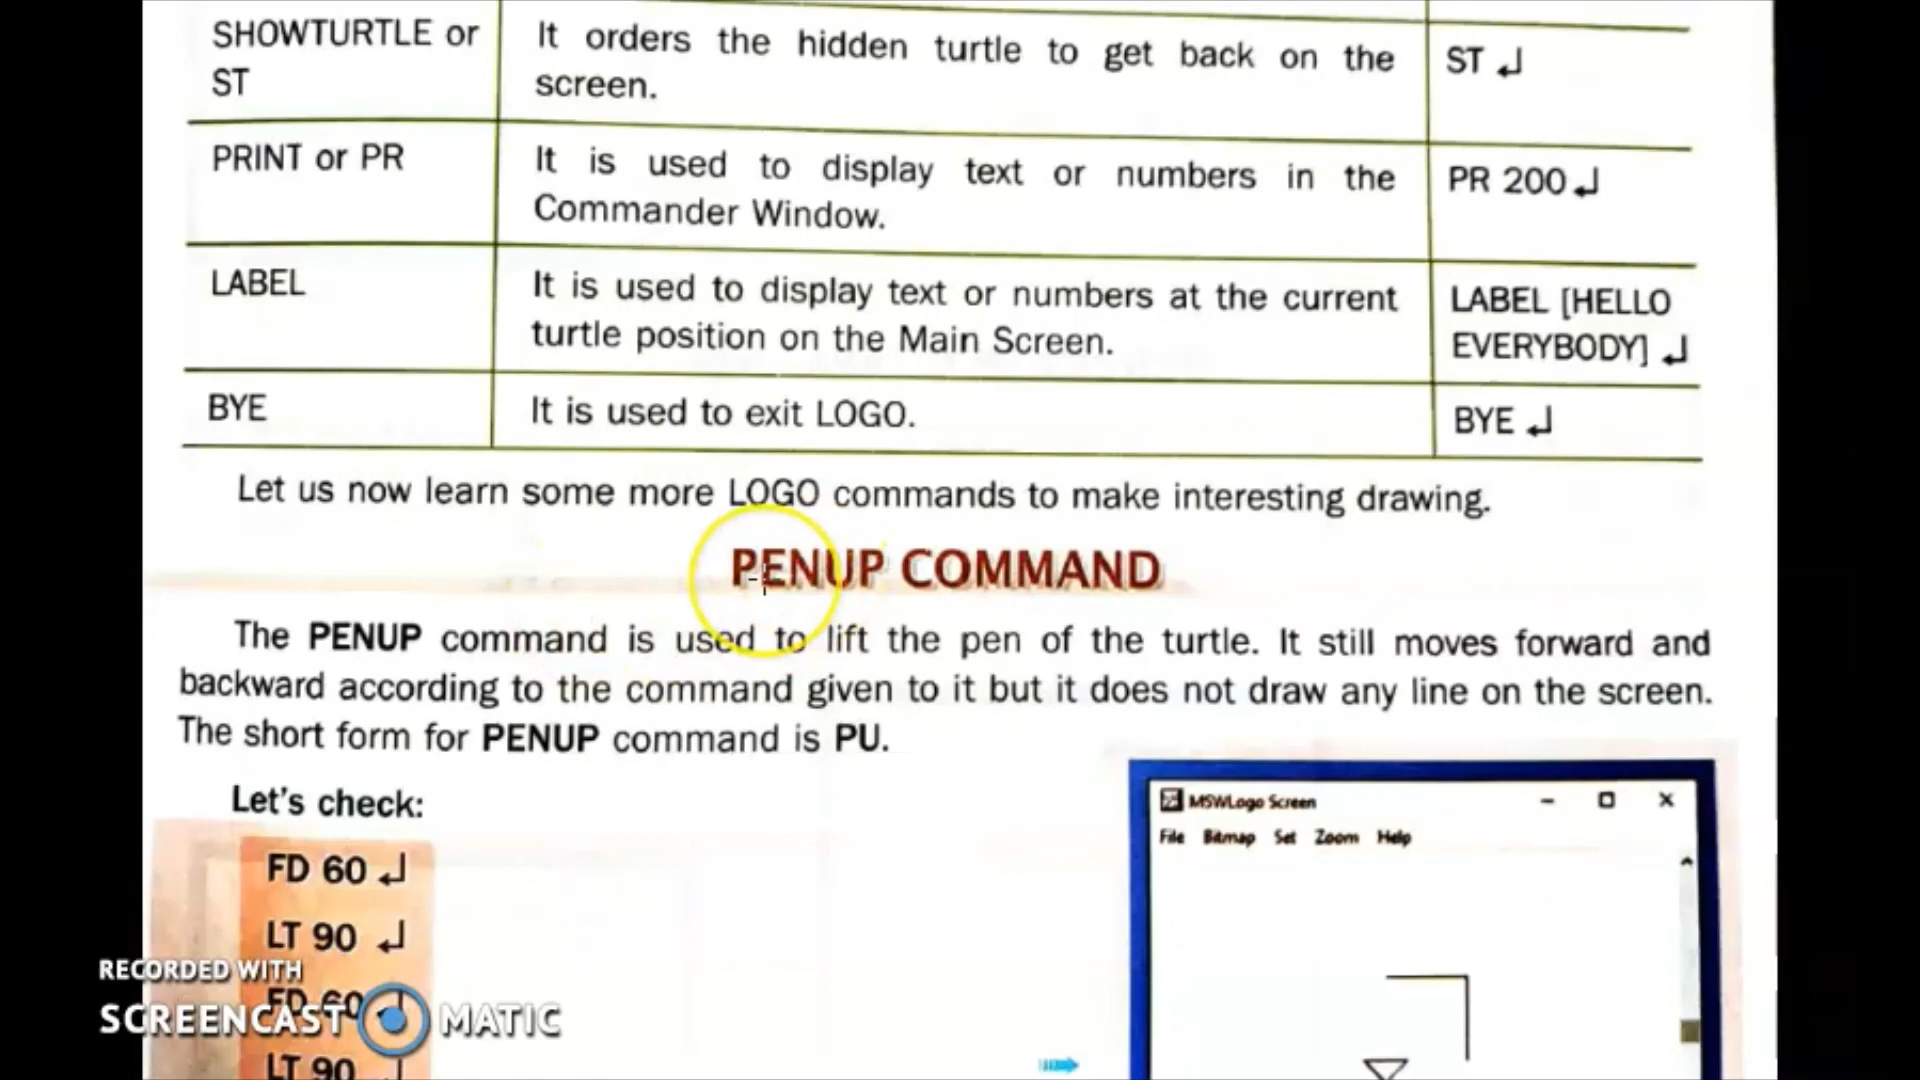 SHOWTURTLE or
ST
It orders the hidden turtle to get back on the
screen.
ST ↲
PRINT or PR
It is used to display text or numbers in the
Commander Window.
PR 200 ↲
LABEL
It is used to display text or numbers at the current
turtle position on the Main Screen.
LABEL [HELLO
EVERYBODY] ↲
BYE
It is used to exit LOGO.
BYE ↲
Let us now learn some more LOGO commands to make interesting drawing.
PENUP COMMAND
The PENUP command is used to lift the pen of the turtle. It still moves forward and
backward according to the command given to it but it does not draw any line on the screen.
The short form for PENUP command is PU.
Let's check:
FD 60 ↲
LT 90 ↲
FD 60 ↲
LT 90 ↲
MSWLogo Screen
File Bitmap Set Zoom Help
RECORDED WITH
SCREENCAST MATIC